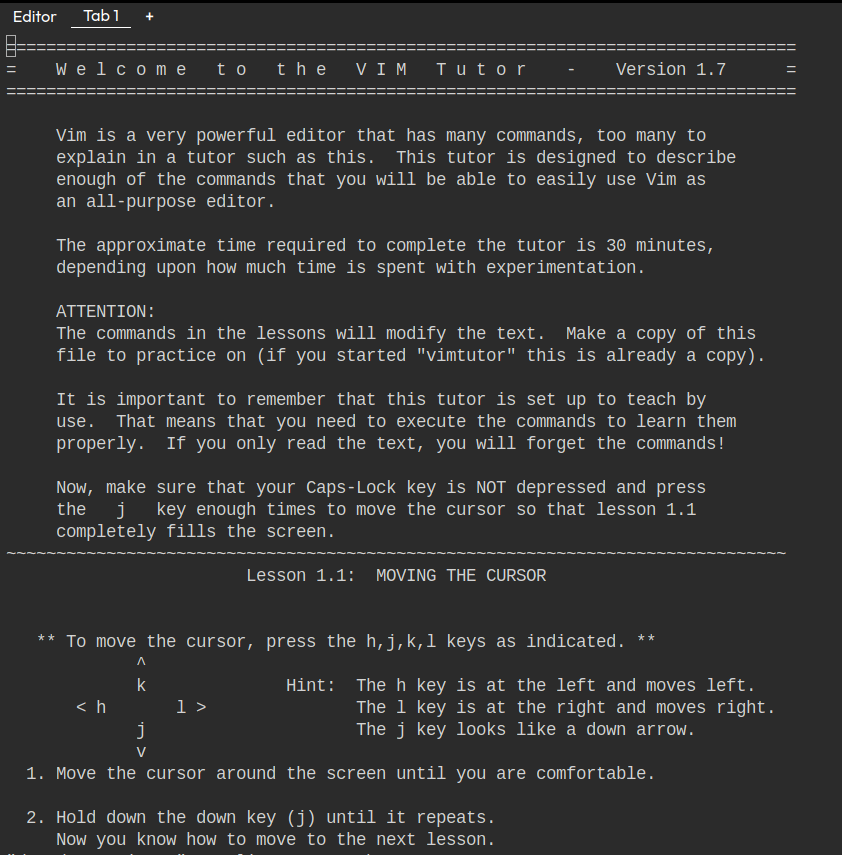 Editor Tab 1 +
===============================================================================
=    W e l c o m e   t o   t h e   V I M   T u t o r    -    Version 1.7      =
===============================================================================

     Vim is a very powerful editor that has many commands, too many to
     explain in a tutor such as this.  This tutor is designed to describe
     enough of the commands that you will be able to easily use Vim as
     an all-purpose editor.

     The approximate time required to complete the tutor is 30 minutes,
     depending upon how much time is spent with experimentation.

     ATTENTION:
     The commands in the lessons will modify the text.  Make a copy of this
     file to practice on (if you started "vimtutor" this is already a copy).

     It is important to remember that this tutor is set up to teach by
     use.  That means that you need to execute the commands to learn them
     properly.  If you only read the text, you will forget the commands!

     Now, make sure that your Caps-Lock key is NOT depressed and press
     the   j   key enough times to move the cursor so that lesson 1.1
     completely fills the screen.
~~~~~~~~~~~~~~~~~~~~~~~~~~~~~~~~~~~~~~~~~~~~~~~~~~~~~~~~~~~~~~~~~~~~~~~~~~~~~~
                        Lesson 1.1:  MOVING THE CURSOR


   ** To move the cursor, press the h,j,k,l keys as indicated. **
             ^
             k              Hint:  The h key is at the left and moves left.
       < h       l >               The l key is at the right and moves right.
             j                     The j key looks like a down arrow.
             v
  1. Move the cursor around the screen until you are comfortable.

  2. Hold down the down key (j) until it repeats.
     Now you know how to move to the next lesson.